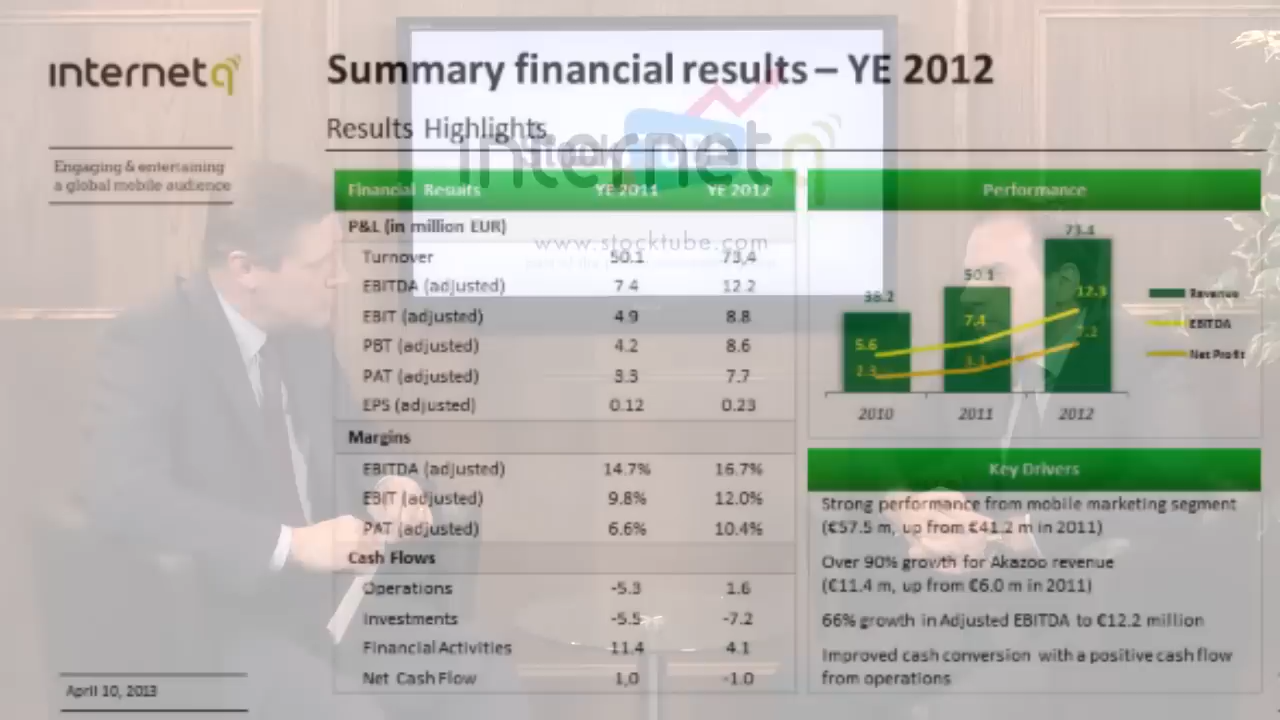 internetq
Engaging & entertaining
a global mobile audience
Summary financial results – YE 2012
Results Highlights
internetq
www.stocktube.com
Financial Results YE 2011 YE 2012
P&L (in million EUR)
Turnover 50.1 73,4
EBITDA (adjusted) 7.4 12.2
EBIT (adjusted) 4.9 8.8
PBT (adjusted) 4.2 8.6
PAT (adjusted) 3.3 7.7
EPS (adjusted) 0.12 0.23
Margins
EBITDA (adjusted) 14.7% 16.7%
EBIT (adjusted) 9.8% 12.0%
PAT (adjusted) 6.6% 10.4%
Cash Flows
Operations -5.3 1.6
Investments -5.5 -7.2
Financial Activities 11.4 4.1
Net Cash Flow 1,0 -1.0
Performance
73.4
50.1
38.2
12.3
7.4
5.6
7.2
3.3
2.3
2010 2011 2012
Revenue
EBITDA
Net Profit
Key Drivers
Strong performance from mobile marketing segment
(€57.5 m, up from €41.2 m in 2011)
Over 90% growth for Akazoo revenue
(€11.4 m, up from €6.0 m in 2011)
66% growth in Adjusted EBITDA to €12.2 million
Improved cash conversion with a positive cash flow
from operations
April 10, 2013